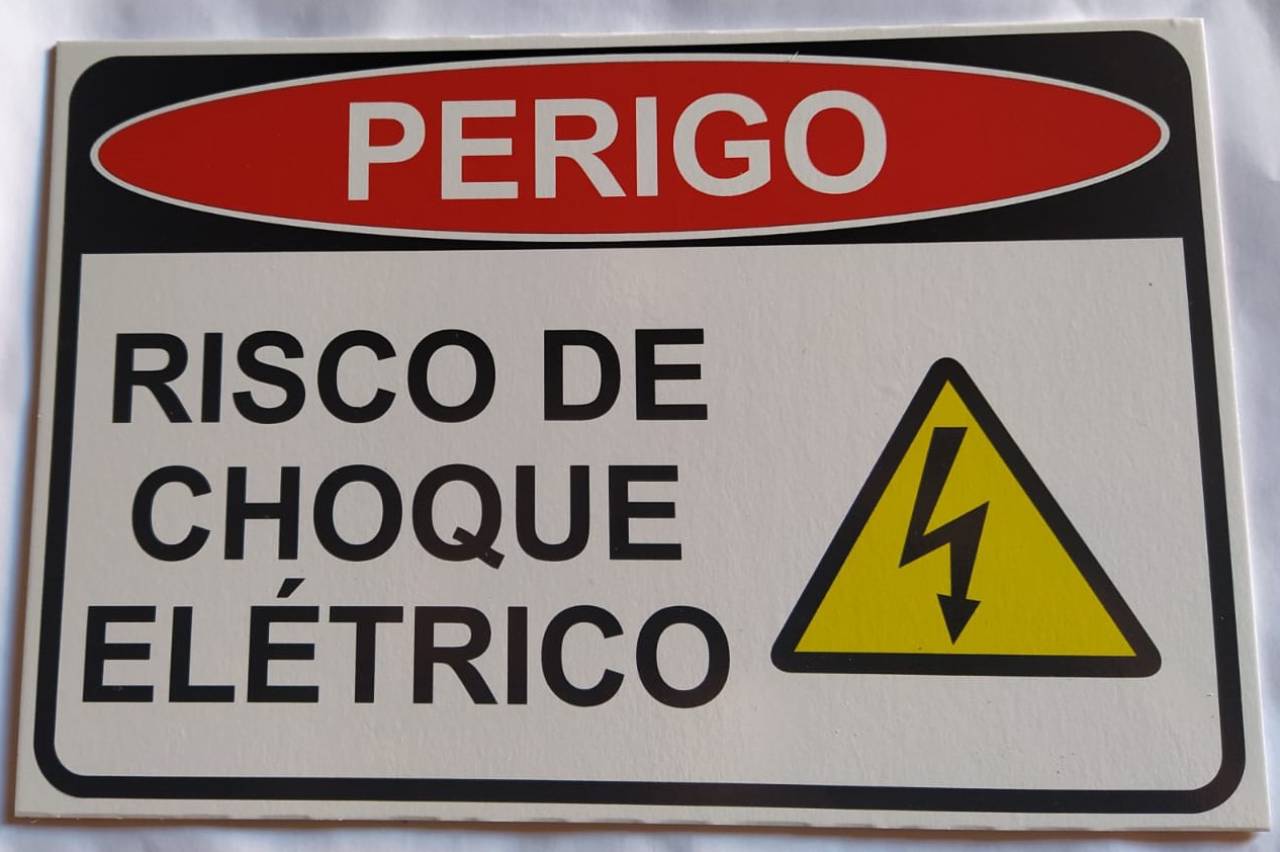 PERIGO
RISCO DE
CHOQUE
ELÉTRICO